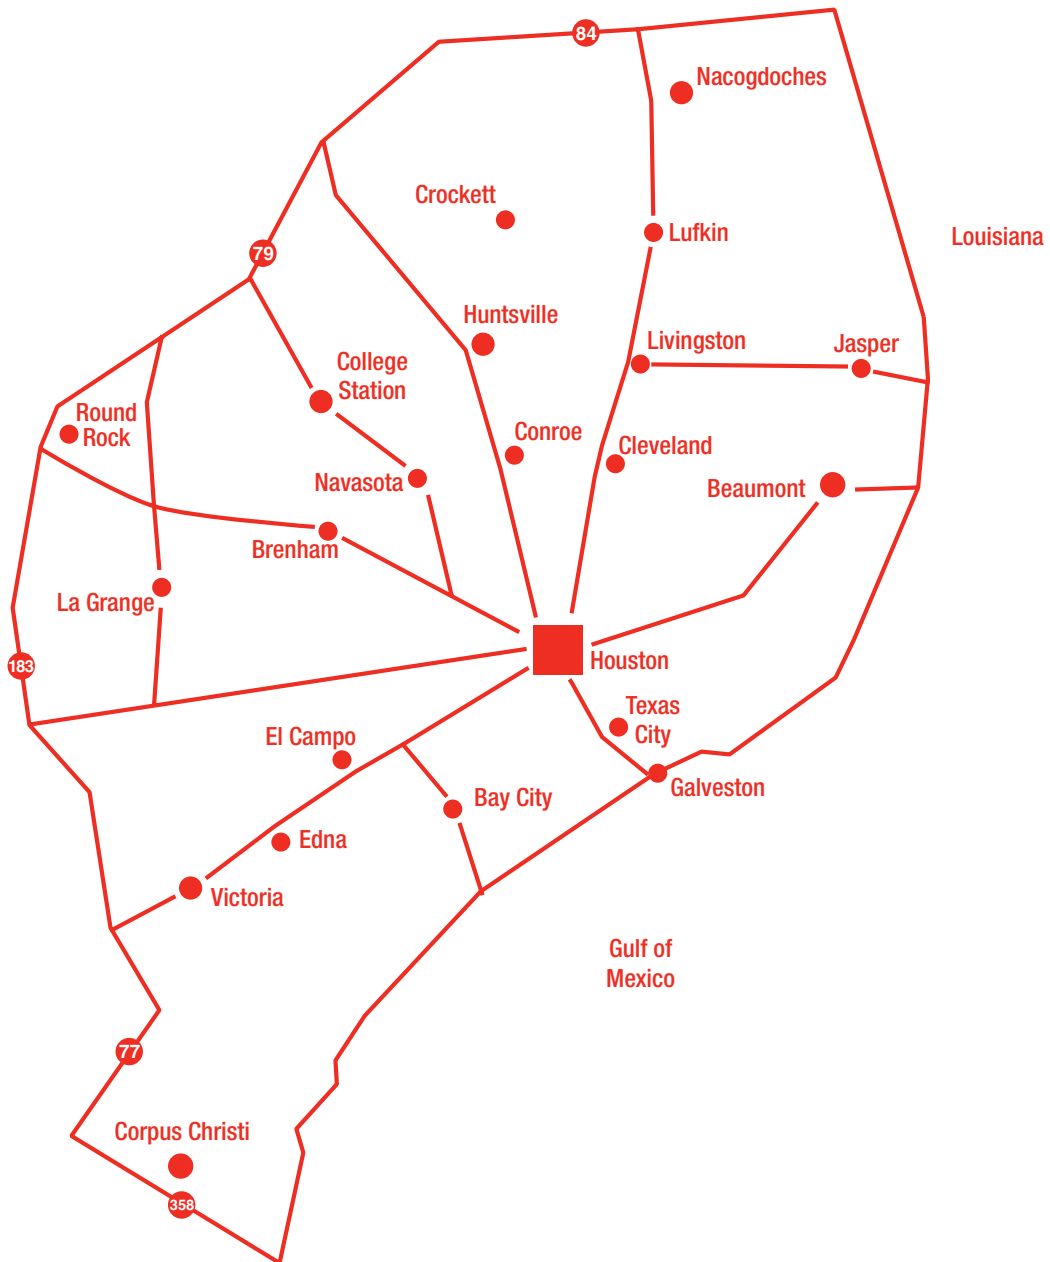 84
Nacogdoches
Crockett
Lufkin
Louisiana
79
Huntsville
Livingston
Jasper
College
Station
Round
Rock
Conroe
Cleveland
Navasota
Beaumont
Brenham
La Grange
183
Houston
Texas
City
El Campo
Galveston
Bay City
Edna
Victoria
Gulf of
Mexico
77
Corpus Christi
358